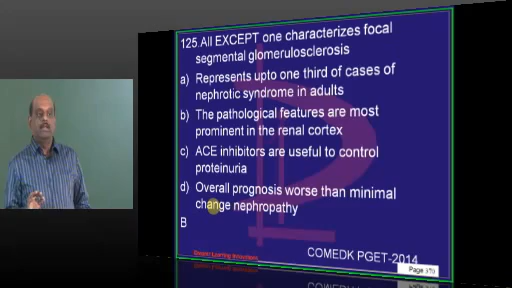 125.All EXCEPT one characterizes focal
segmental glomerulosclerosis
a) Represents upto one third of cases of
nephrotic syndrome in adults
b) The pathological features are most
prominent in the renal cortex
c) ACE inhibitors are useful to control
proteinuria
d) Overall prognosis worse than minimal
change nephropathy
B
COMEDK PGET-2014